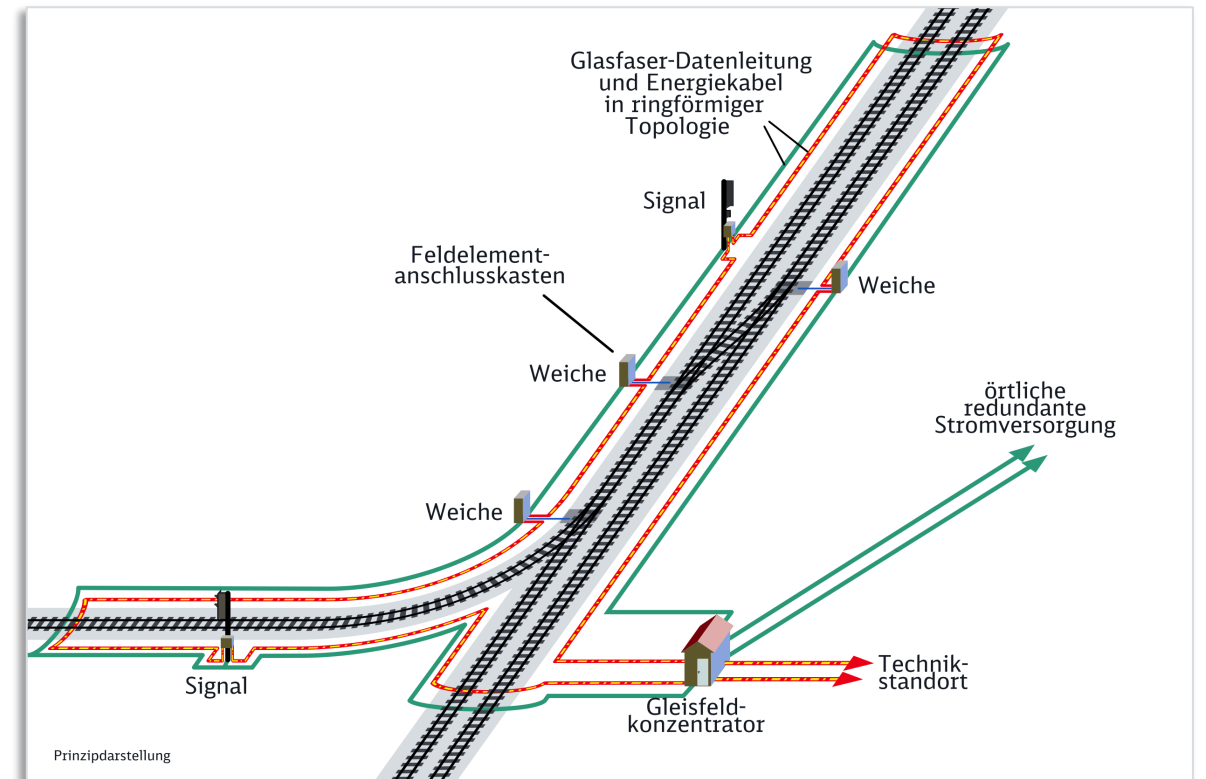 Glasfaser-Datenleitung
und Energiekabel
in ringförmiger
Topologie
Signal
Feldelement-
anschlusskasten
Weiche
Weiche
örtliche
redundante
Stromversorgung
Weiche
Signal
Technik-
standort
Gleisfeld-
konzentrator
Prinzipdarstellung